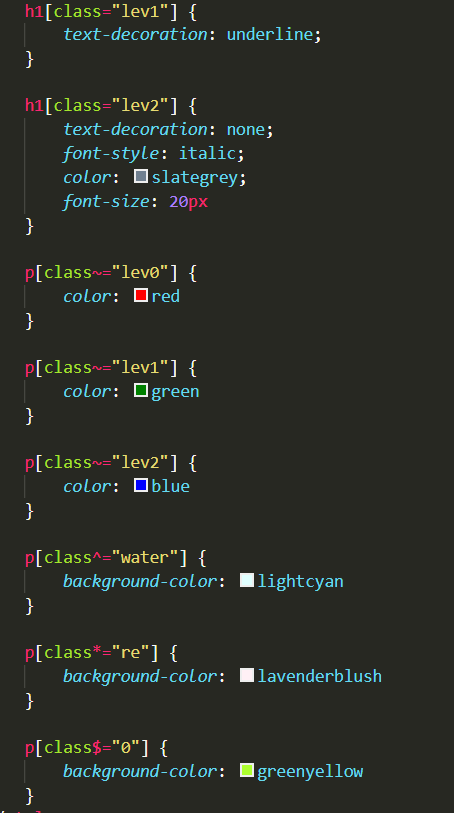 h1[class="lev1"] {
    text-decoration: underline;
}

h1[class="lev2"] {
    text-decoration: none;
    font-style: italic;
    color: slategrey;
    font-size: 20px
}

p[class~="lev0"] {
    color: red
}

p[class~="lev1"] {
    color: green
}

p[class~="lev2"] {
    color: blue
}

p[class^="water"] {
    background-color: lightcyan
}

p[class*="re"] {
    background-color: lavenderblush
}

p[class$="0"] {
    background-color: greenyellow
}